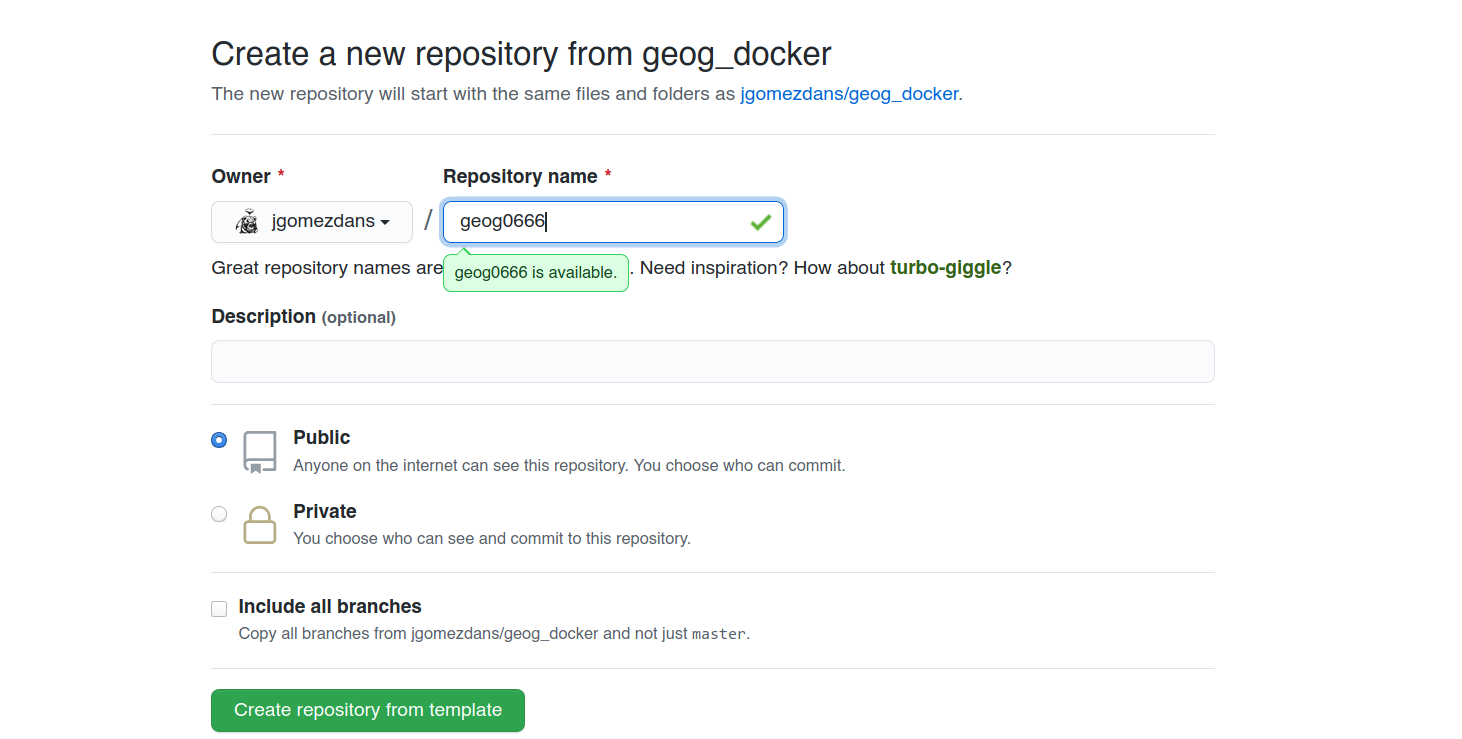 Create a new repository from geog_docker
The new repository will start with the same files and folders as jgomezdans/geog_docker.
Owner * Repository name *
jgomezdans / geog0666
Great repository names are . Need inspiration? How about turbo-giggle?
geog0666 is available.
Description (optional)
Public
Anyone on the internet can see this repository. You choose who can commit.
Private
You choose who can see and commit to this repository.
Include all branches
Copy all branches from jgomezdans/geog_docker and not just master.
Create repository from template